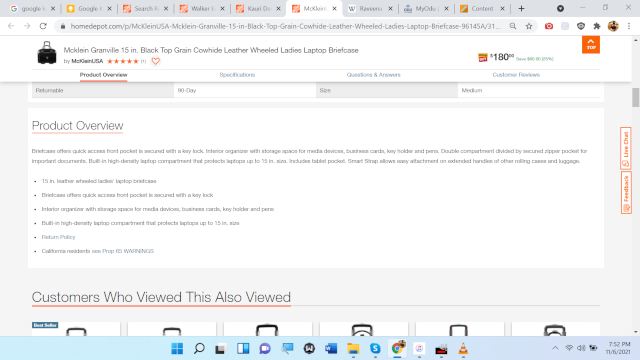 google k
Google K
Search Fo
Walker E
Kauri De
McKlein
Raveena
MyOdu
Content
homedepot.com/p/McKleinUSA-Mcklein-Granville-15-in-Black-Top-Grain-Cowhide-Leather-Wheeled-Ladies-Laptop-Briefcase-96145A/31...
Mcklein Granville 15 in. Black Top Grain Cowhide Leather Wheeled Ladies Laptop Briefcase
by McKleinUSA (1)
$180
TOP
Product Overview
Specifications
Questions & Answers
Customer Reviews
Returnable
90-Day
Size
Medium
Product Overview
Briefcase offers quick access front pocket is secured with a key lock. Interior organizer with storage space for media devices, business cards, key holder and pens. Double compartment divided by secured zipper pocket for
important documents. Built-in high-density laptop compartment that protects laptops up to 15 in. size. Includes tablet pocket. Smart Strap allows easy attachment on extended handles of other rolling cases and luggage.
15 in. leather wheeled ladies' laptop briefcase
Briefcase offers quick access front pocket is secured with a key lock
Interior organizer with storage space for media devices, business cards, key holder and pens
Built-in high-density laptop compartment that protects laptops up to 15 in. size
Return Policy
California residents see Prop 65 WARNINGS
Live Chat
Feedback
Customers Who Viewed This Also Viewed
Best Seller
7:52 PM
11/6/2021